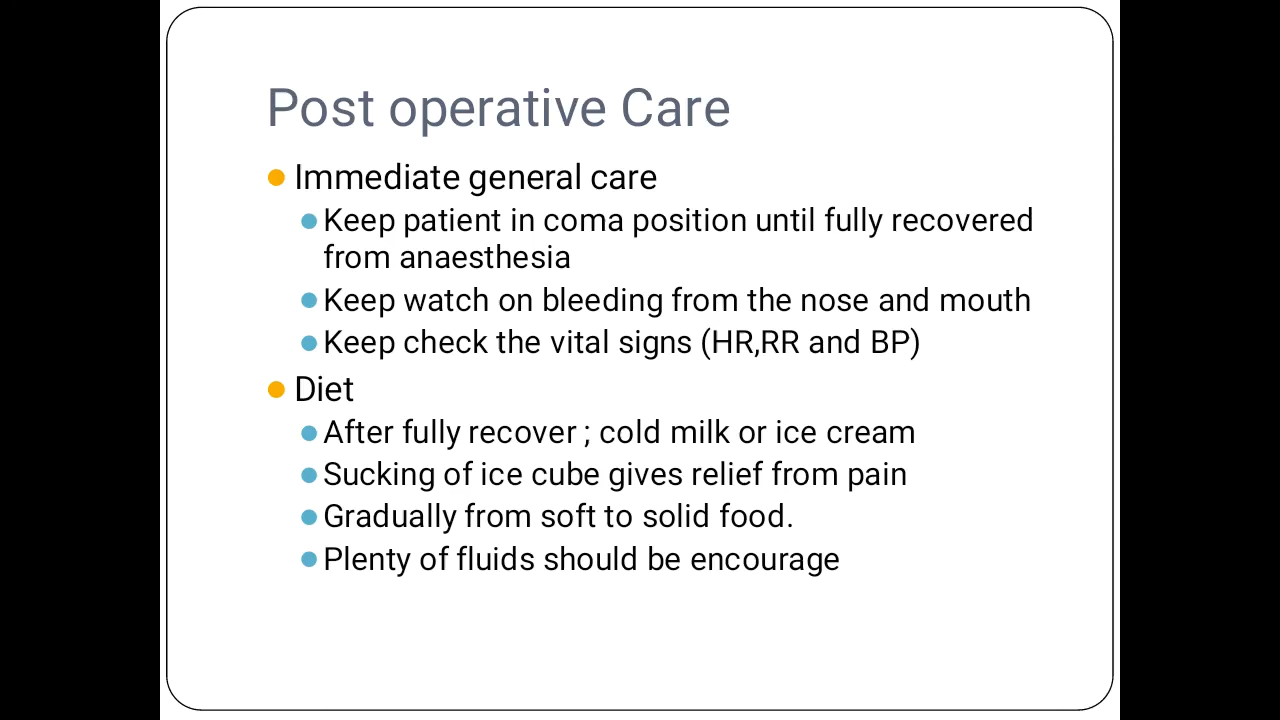 Post operative Care
Immediate general care
Keep patient in coma position until fully recovered
from anaesthesia
Keep watch on bleeding from the nose and mouth
Keep check the vital signs (HR,RR and BP)
Diet
After fully recover ; cold milk or ice cream
Sucking of ice cube gives relief from pain
Gradually from soft to solid food.
Plenty of fluids should be encourage